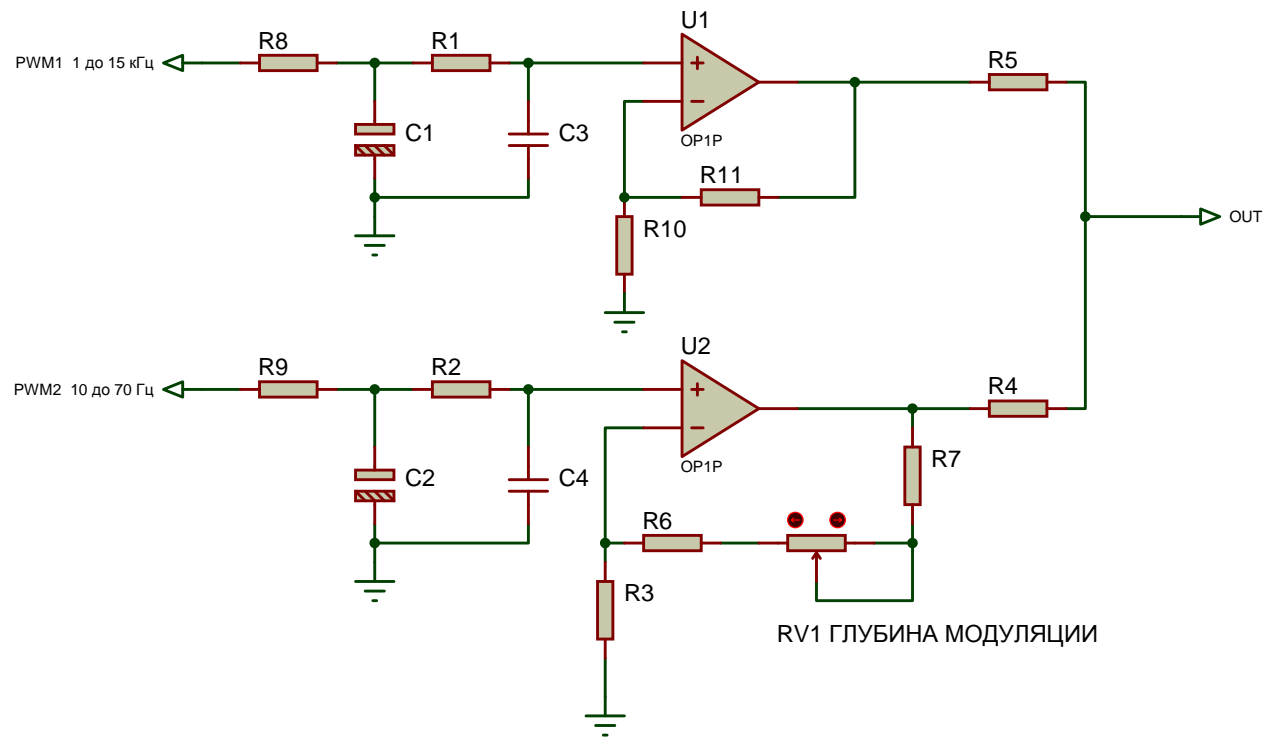 U1
R8
R1
PWM1 1 до 15 кГц
R5
C1
C3
OP1P
R11
R10
OUT
U2
R9
R2
PWM2 10 до 70 Гц
R4
OP1P
R7
C2
C4
R6
R3
RV1 ГЛУБИНА МОДУЛЯЦИИ